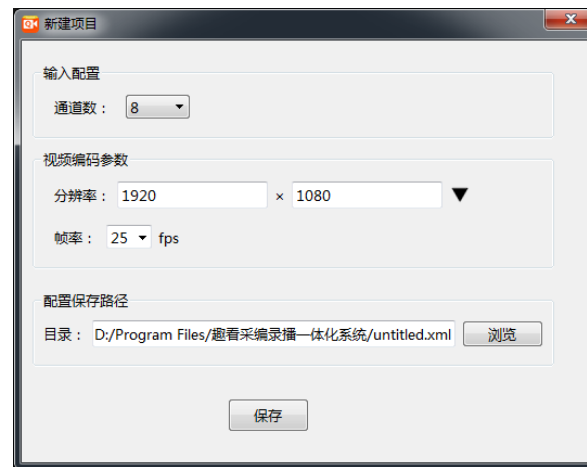 新建项目
输入配置
通道数： 8
视频编码参数
分辨率： 1920 × 1080
帧率： 25 fps
配置保存路径
目录： D:/Program Files/趣看采编录播一体化系统/untitled.xml 浏览
保存